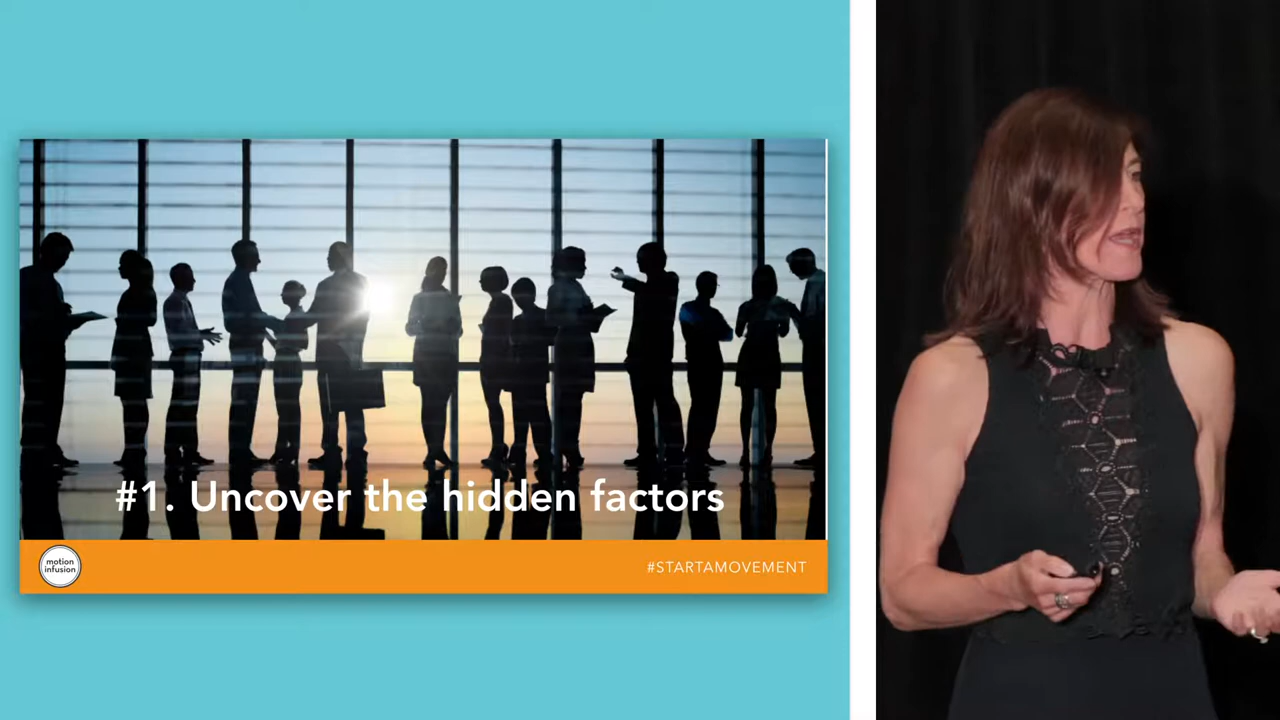 #1. Uncover the hidden factors
motion
infusion
#STARTAMOVEMENT